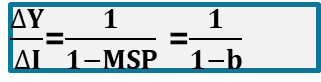 ΔY/ΔI = 1/(1−MSP) = 1/(1−b)